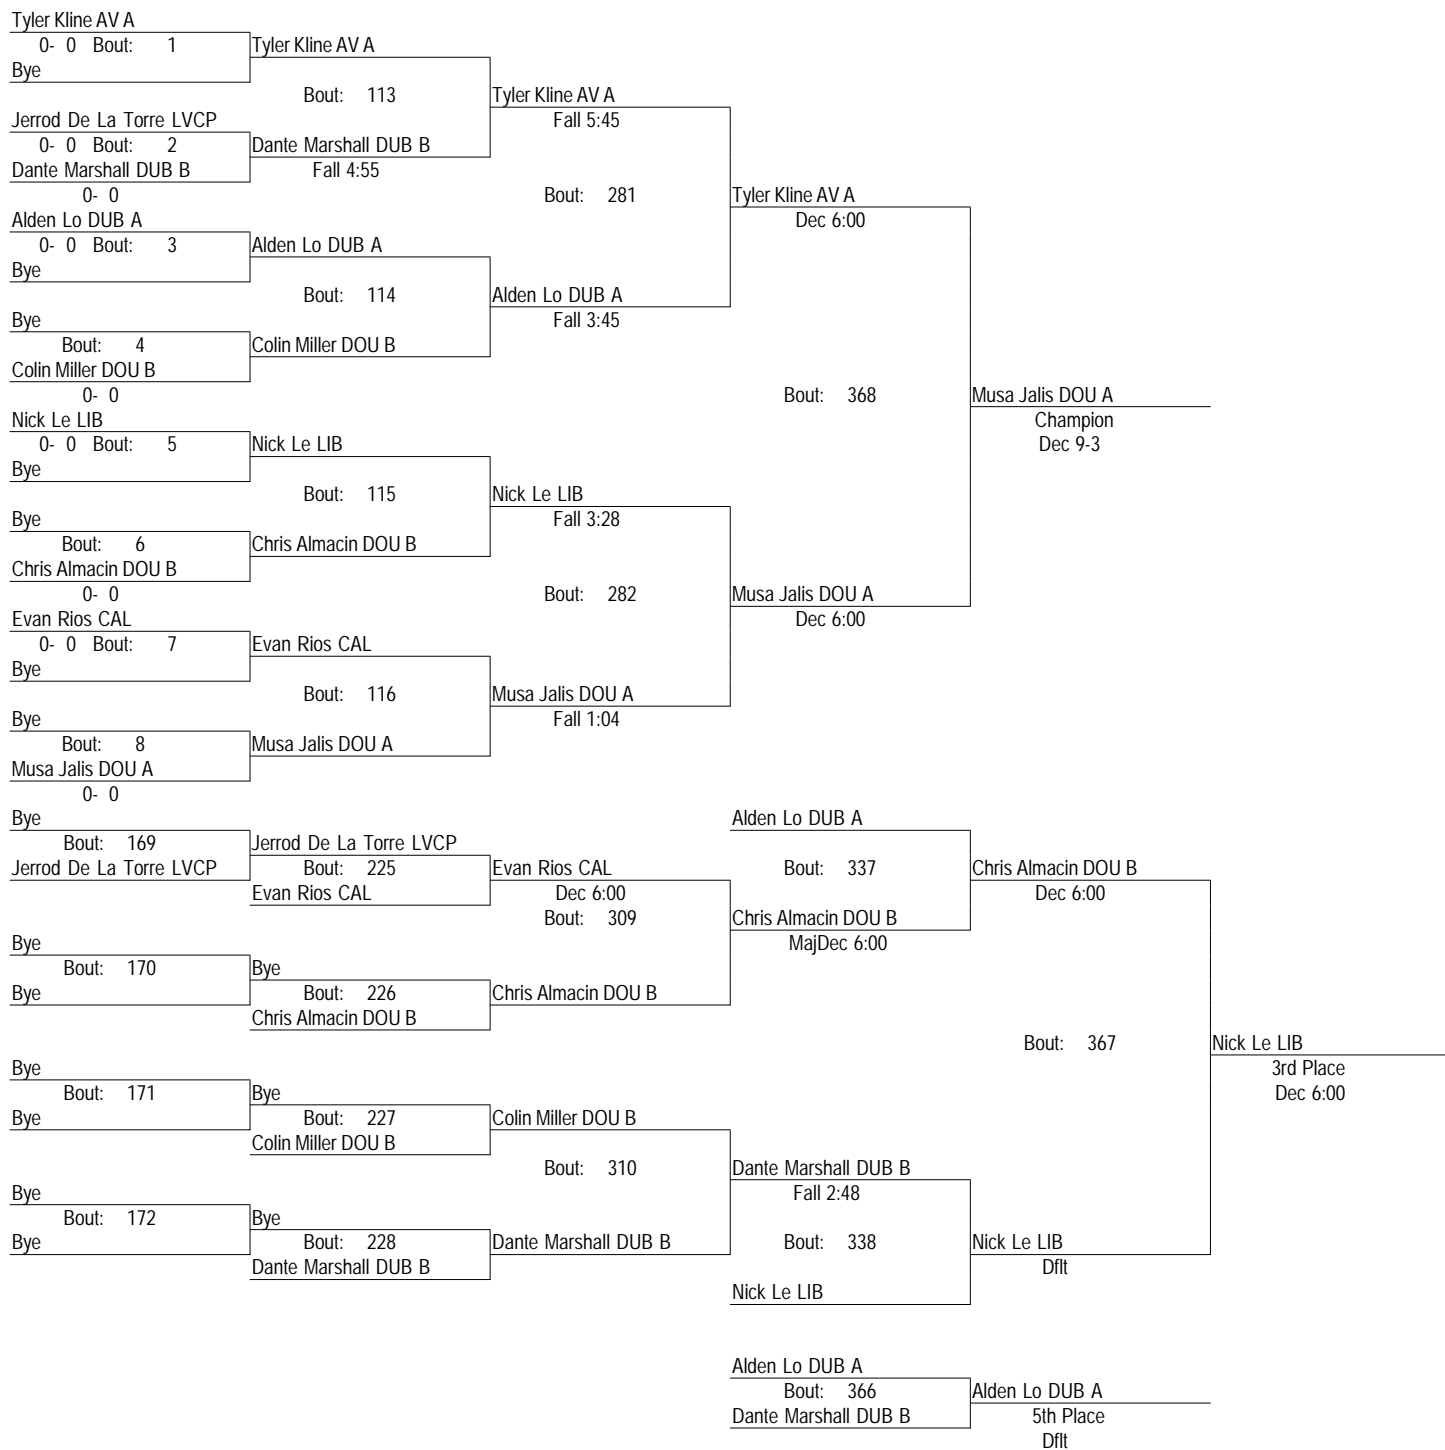 Tyler Kline AV A
0- 0 Bout: 1
Tyler Kline AV A
Bye
Bout: 113
Tyler Kline AV A
Jerrod De La Torre LVCP
Fall 5:45
0- 0 Bout: 2
Dante Marshall DUB B
Dante Marshall DUB B
Fall 4:55
0- 0
Bout: 281
Tyler Kline AV A
Alden Lo DUB A
Dec 6:00
0- 0 Bout: 3
Alden Lo DUB A
Bye
Bout: 114
Alden Lo DUB A
Bye
Fall 3:45
Bout: 4
Colin Miller DOU B
Colin Miller DOU B
0- 0
Bout: 368
Musa Jalis DOU A
Nick Le LIB
Champion
0- 0 Bout: 5
Nick Le LIB
Dec 9-3
Bye
Bout: 115
Nick Le LIB
Bye
Fall 3:28
Bout: 6
Chris Almacin DOU B
Chris Almacin DOU B
0- 0
Bout: 282
Musa Jalis DOU A
Evan Rios CAL
Dec 6:00
0- 0 Bout: 7
Evan Rios CAL
Bye
Bout: 116
Musa Jalis DOU A
Bye
Fall 1:04
Bout: 8
Musa Jalis DOU A
Musa Jalis DOU A
0- 0
Bye
Alden Lo DUB A
Bout: 169
Jerrod De La Torre LVCP
Jerrod De La Torre LVCP
Bout: 225
Evan Rios CAL
Bout: 337
Chris Almacin DOU B
Evan Rios CAL
Dec 6:00
Dec 6:00
Bout: 309
Chris Almacin DOU B
Bye
MajDec 6:00
Bout: 170
Bye
Bye
Bout: 226
Chris Almacin DOU B
Chris Almacin DOU B
Bout: 367
Nick Le LIB
Bye
3rd Place
Bout: 171
Bye
Dec 6:00
Bye
Bout: 227
Colin Miller DOU B
Colin Miller DOU B
Bout: 310
Dante Marshall DUB B
Bye
Fall 2:48
Bout: 172
Bye
Bye
Bout: 228
Dante Marshall DUB B
Bout: 338
Nick Le LIB
Dante Marshall DUB B
Dflt
Nick Le LIB
Alden Lo DUB A
Bout: 366
Alden Lo DUB A
Dante Marshall DUB B
5th Place
Dflt